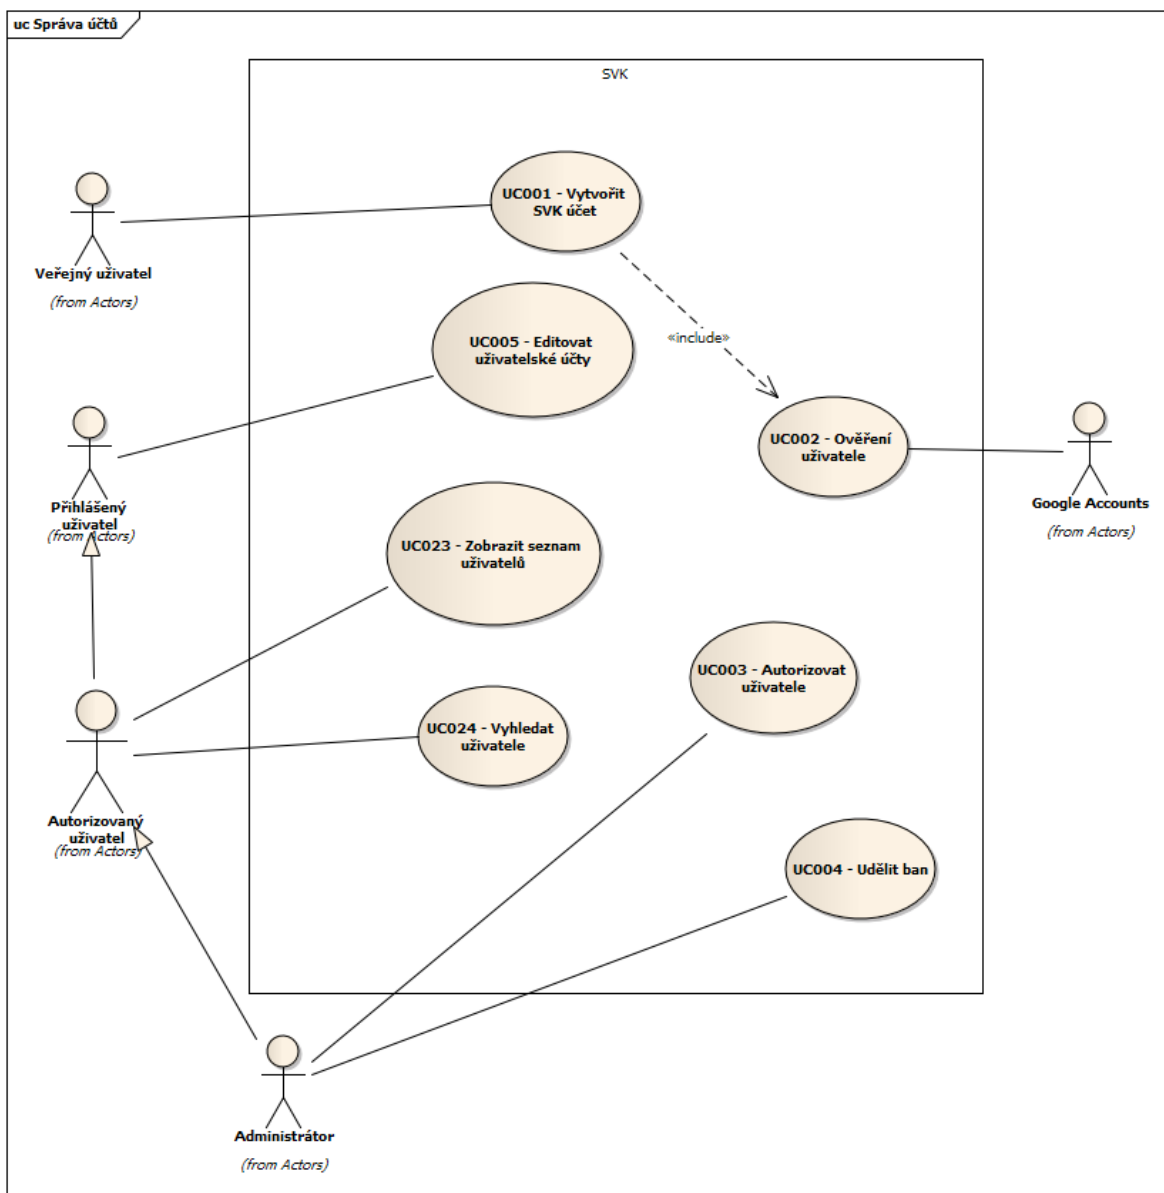 uc Správa účtů
SVK
UC001 - Vytvořit
SVK účet
Veřejný uživatel
(from Actors)
UC005 - Editovat
uživatelské účty
«include»
UC002 - Ověření
uživatele
Google Accounts
(from Actors)
Přihlášený
uživatel
(from Actors)
UC023 - Zobrazit seznam
uživatelů
UC003 - Autorizovat
uživatele
UC024 - Vyhledat
uživatele
Autorizovaný
uživatel
(from Actors)
UC004 - Udělit ban
Administrátor
(from Actors)